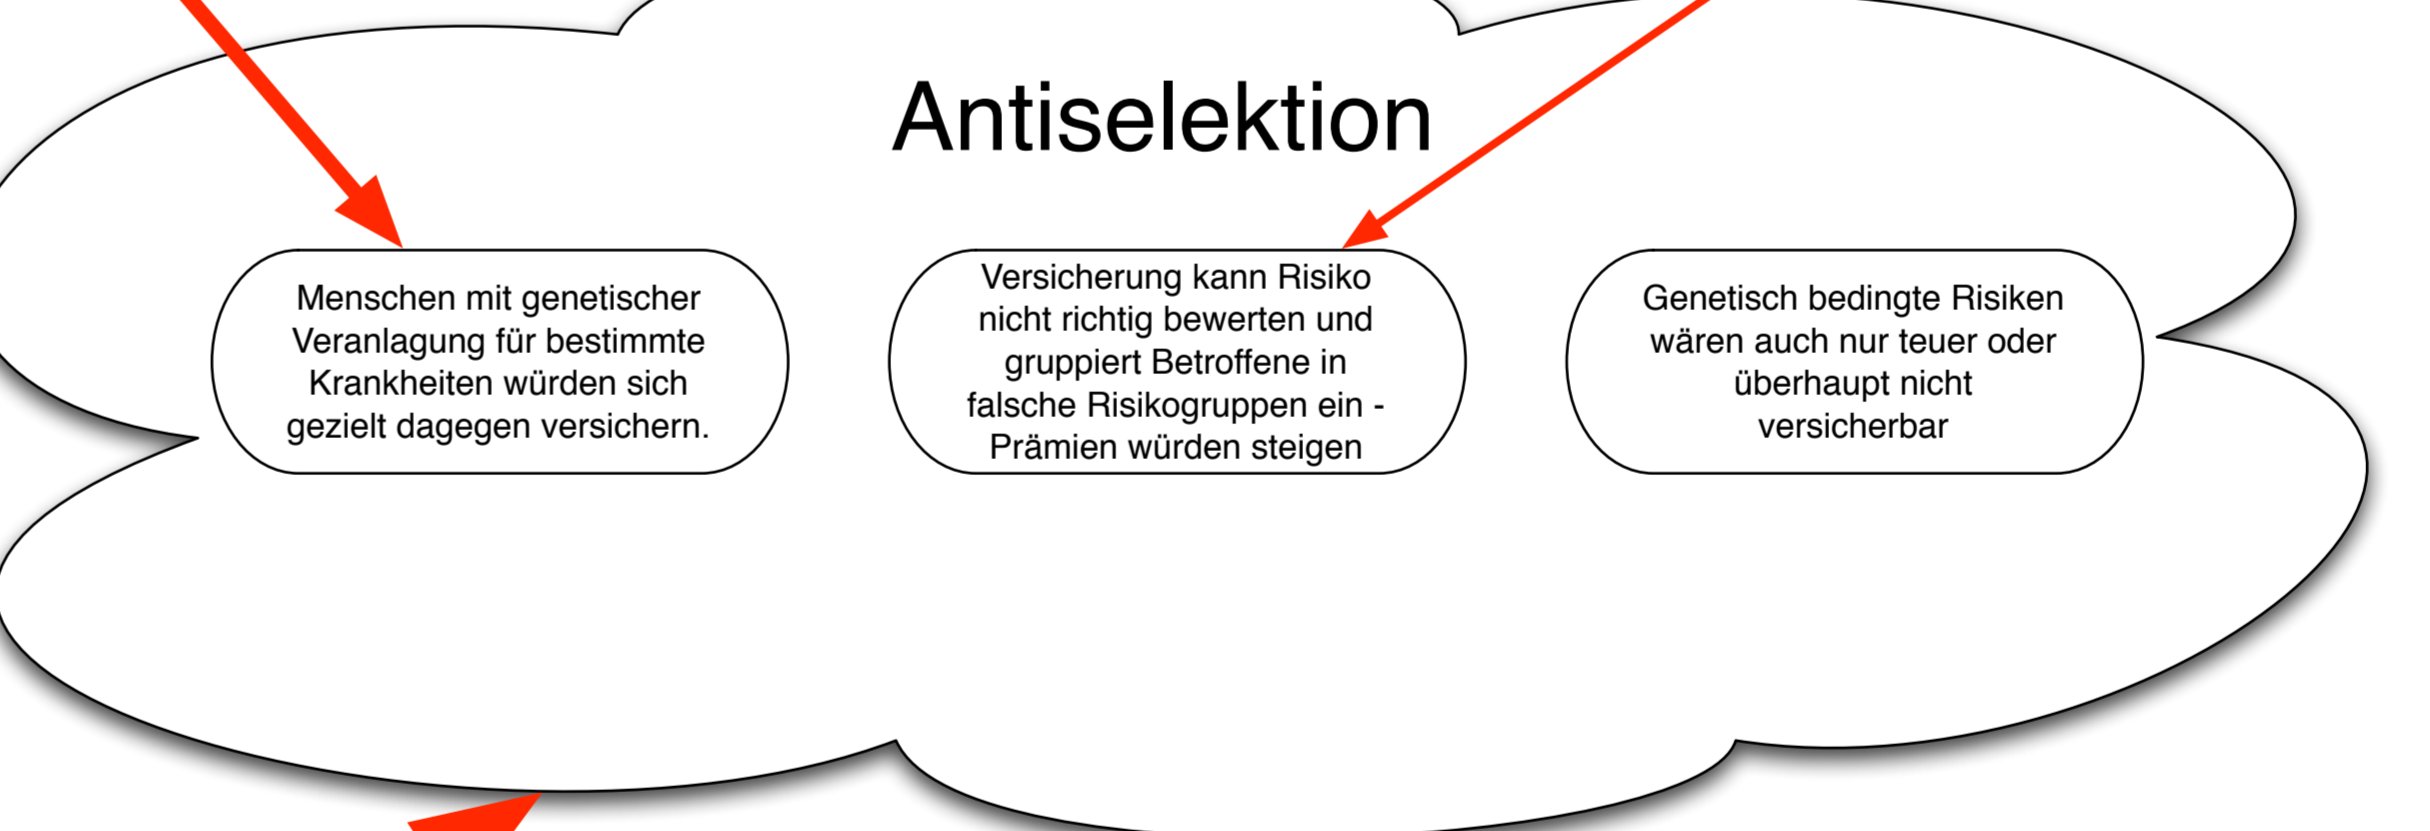 Antiselektion
Menschen mit genetischer
Veranlagung für bestimmte
Krankheiten würden sich
gezielt dagegen versichern.
Versicherung kann Risiko
nicht richtig bewerten und
gruppiert Betroffene in
falsche Risikogruppen ein -
Prämien würden steigen
Genetisch bedingte Risiken
wären auch nur teuer oder
überhaupt nicht
versicherbar